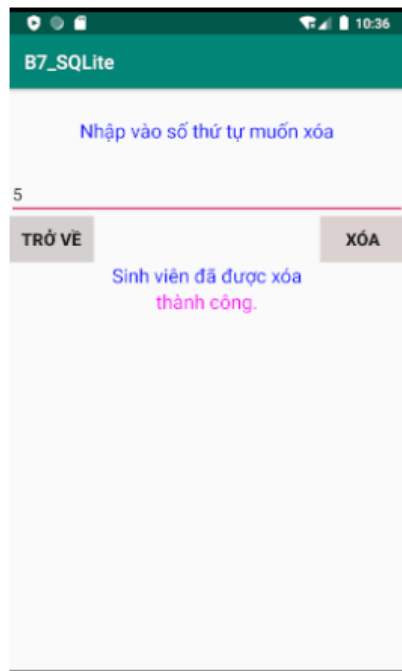 10:36
B7_SQLite
Nhập vào số thứ tự muốn xóa
5
TRỞ VỀ XÓA
Sinh viên đã được xóa
thành công.